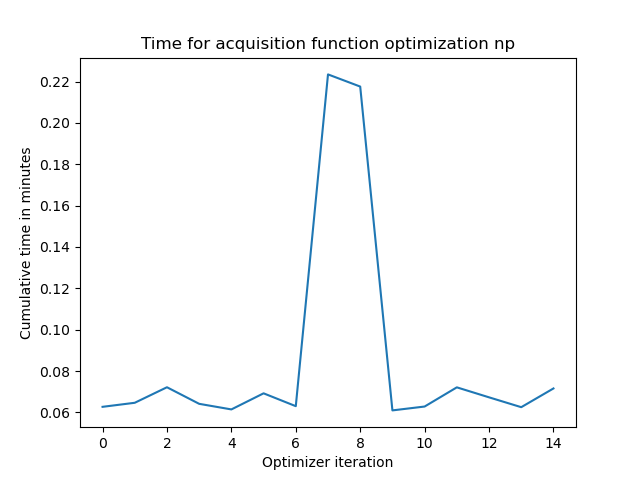 Time for acquisition function optimization np
0.22
0.20
0.18
0.16
0.14
0.12
0.10
0.08
0.06
Cumulative time in minutes
0 2 4 6 8 10 12 14
Optimizer iteration